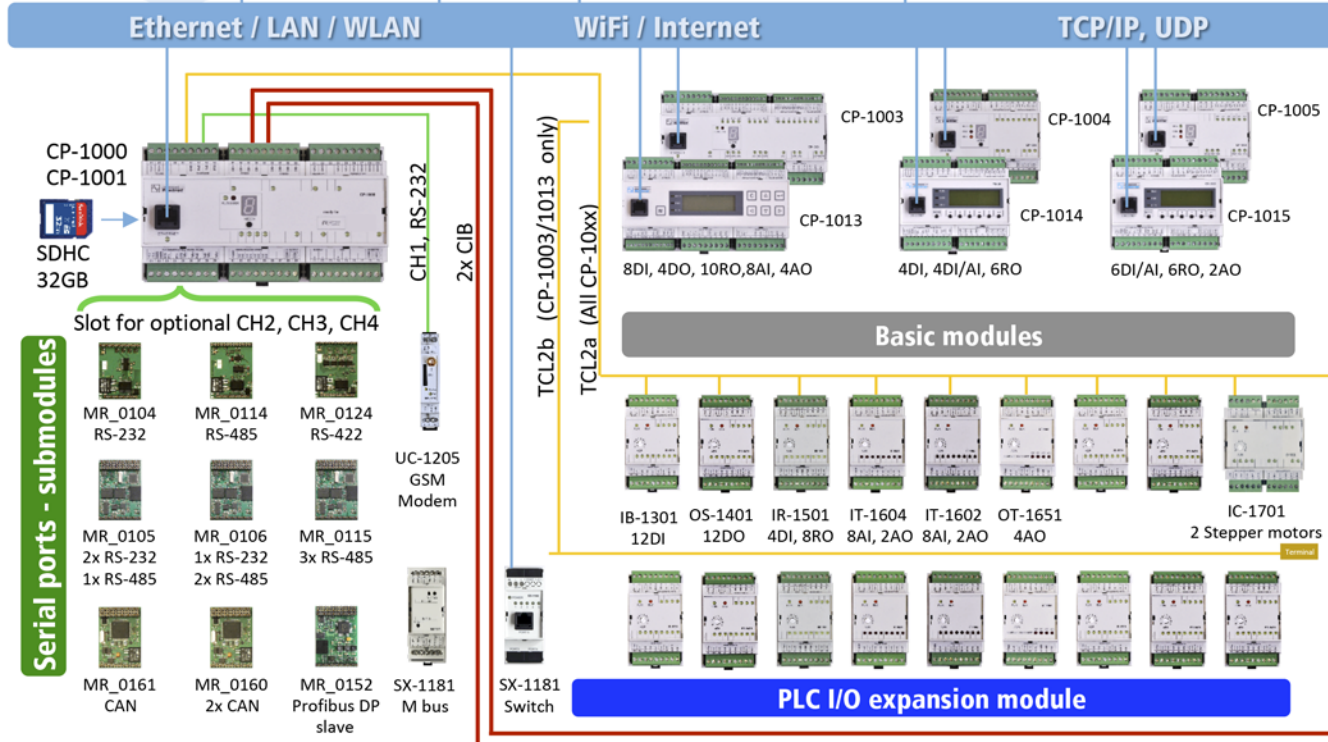 Ethernet / LAN / WLAN
WiFi / Internet
TCP/IP, UDP
CP-1000
CP-1001
SDHC
32GB
CH1, RS-232
2x CIB
TCL2b (CP-1003/1013 only)
TCL2a (All CP-10xx)
CP-1003
CP-1013
8DI, 4DO, 10RO,8AI, 4AO
CP-1004
CP-1014
4DI, 4DI/AI, 6RO
CP-1005
CP-1015
6DI/AI, 6RO, 2AO
Slot for optional CH2, CH3, CH4
Serial ports - submodules
MR_0104
RS-232
MR_0114
RS-485
MR_0124
RS-422
MR_0105
2x RS-232
1x RS-485
MR_0106
1x RS-232
2x RS-485
MR_0115
3x RS-485
MR_0161
CAN
MR_0160
2x CAN
MR_0152
Profibus DP
slave
UC-1205
GSM
Modem
SX-1181
M bus
SX-1181
Switch
Basic modules
IB-1301
12DI
OS-1401
12DO
IR-1501
4DI, 8RO
IT-1604
8AI, 2AO
IT-1602
8AI, 2AO
OT-1651
4AO
IC-1701
2 Stepper motors
Terminal
PLC I/O expansion module